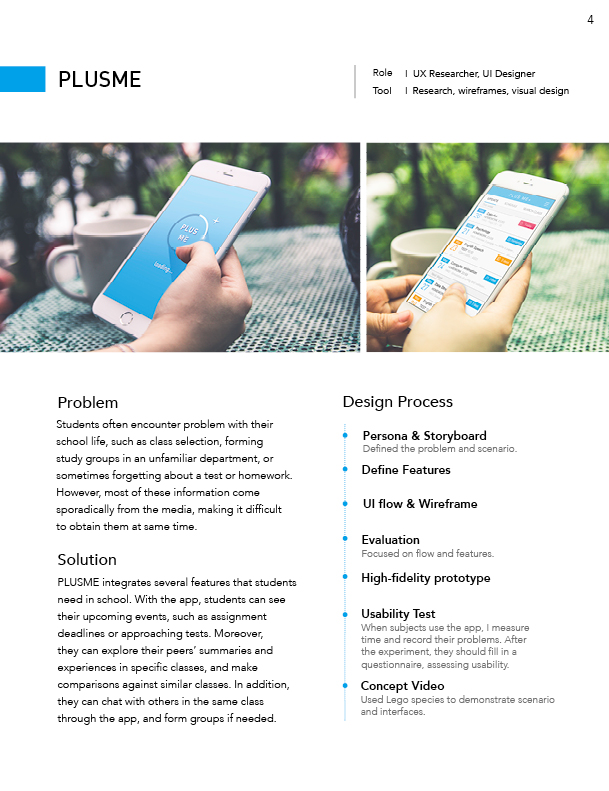 4
PLUSME
Role | UX Researcher, UI Designer
Tool | Research, wireframes, visual design
PLUS
ME
loading...
Problem
Students often encounter problem with their
school life, such as class selection, forming
study groups in an unfamiliar department, or
sometimes forgetting about a test or homework.
However, most of these information come
sporadically from the media, making it difficult
to obtain them at same time.
Solution
PLUSME integrates several features that students
need in school. With the app, students can see
their upcoming events, such as assignment
deadlines or approaching tests. Moreover,
they can explore their peers' summaries and
experiences in specific classes, and make
comparisons against similar classes. In addition,
they can chat with others in the same class
through the app, and form groups if needed.
Design Process
Persona & Storyboard
Defined the problem and scenario.
Define Features
UI flow & Wireframe
Evaluation
Focused on flow and features.
High-fidelity prototype
Usability Test
When subjects use the app, I measure
time and record their problems. After
the experiment, they should fill in a
questionnaire, assessing usability.
Concept Video
Used Lego species to demonstrate scenario
and interfaces.